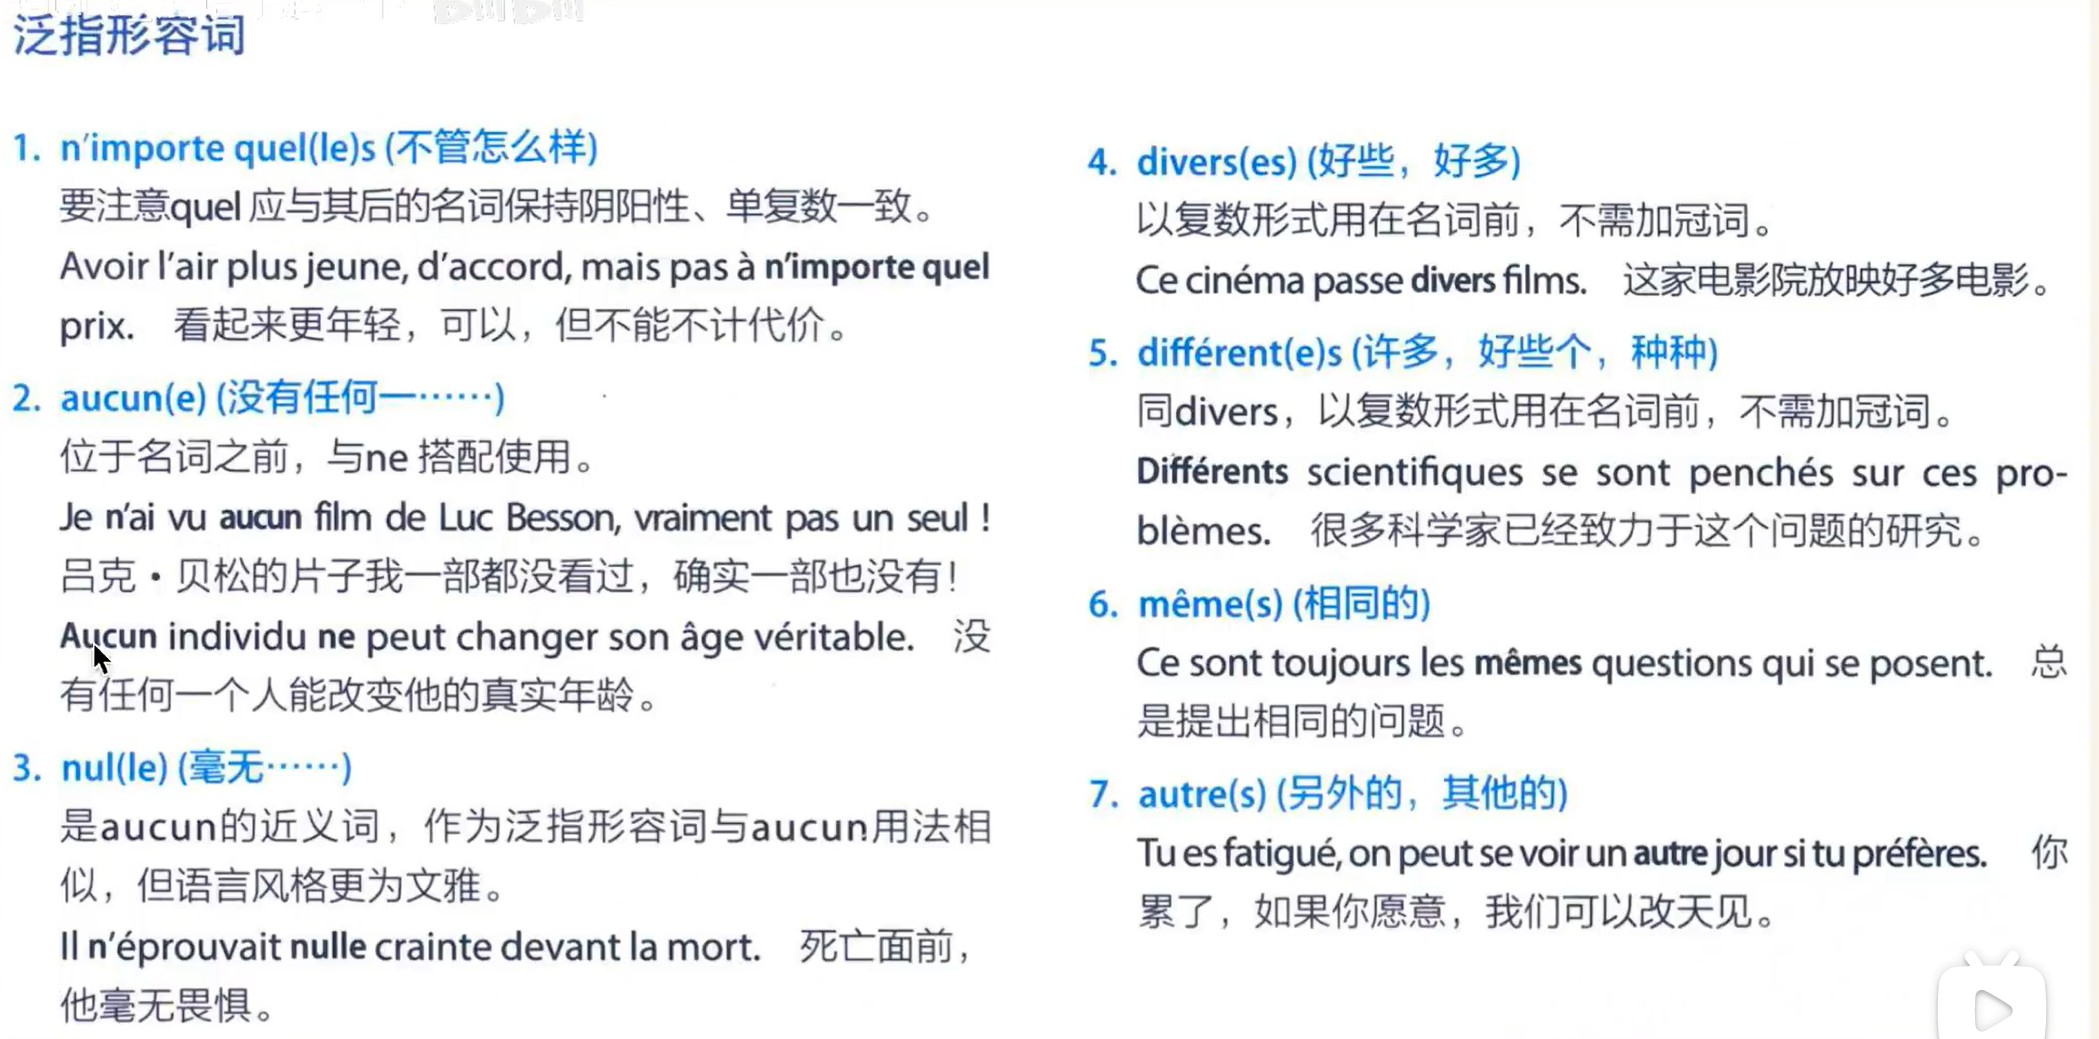 泛指形容词
1. n'importe quel(le)s (不管怎么样)
要注意quel 应与其后的名词保持阴阳性、单复数一致。
Avoir l'air plus jeune, d'accord, mais pas à n'importe quel
prix. 看起来更年轻，可以，但不能不计代价。
2. aucun(e) (没有任何一……)
位于名词之前，与ne 搭配使用。
Je n'ai vu aucun film de Luc Besson, vraiment pas un seul !
吕克·贝松的片子我一部都没看过，确实一部也没有！
Aucun individu ne peut changer son âge véritable. 没
有任何一个人能改变他的真实年龄。
3. nul(le) (毫无……)
是aucun的近义词，作为泛指形容词与aucun用法相
似，但语言风格更为文雅。
Il n'éprouvait nulle crainte devant la mort. 死亡面前，
他毫无畏惧。
4. divers(es) (好些，好多)
以复数形式用在名词前，不需加冠词。
Ce cinéma passe divers films. 这家电影院放映好多电影。
5. différent(e)s (许多，好些个，种种)
同divers，以复数形式用在名词前，不需加冠词。
Différents scientifiques se sont penchés sur ces pro-
blèmes. 很多科学家已经致力于这个问题的研究。
6. même(s) (相同的)
Ce sont toujours les mêmes questions qui se posent. 总
是提出相同的问题。
7. autre(s) (另外的，其他的)
Tu es fatigué, on peut se voir un autre jour si tu préfères. 你
累了，如果你愿意，我们可以改天见。